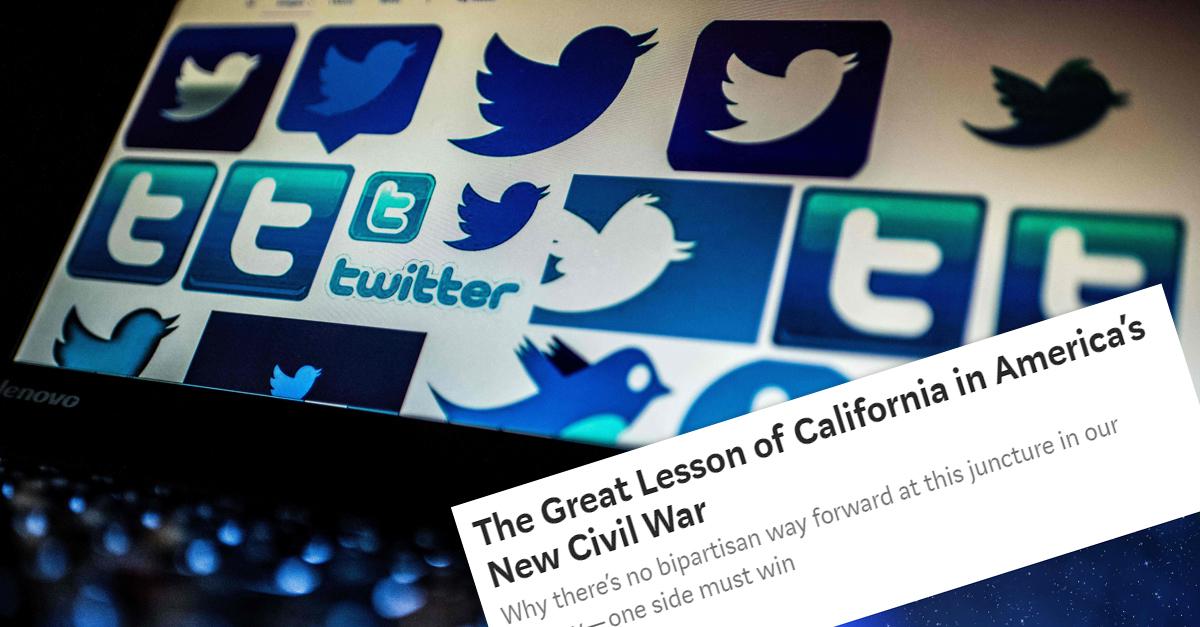 t t t
twitter
t t
lenovo
The Great Lesson of California in America's
New Civil War
Why there's no bipartisan way forward at this juncture in our
—one side must win